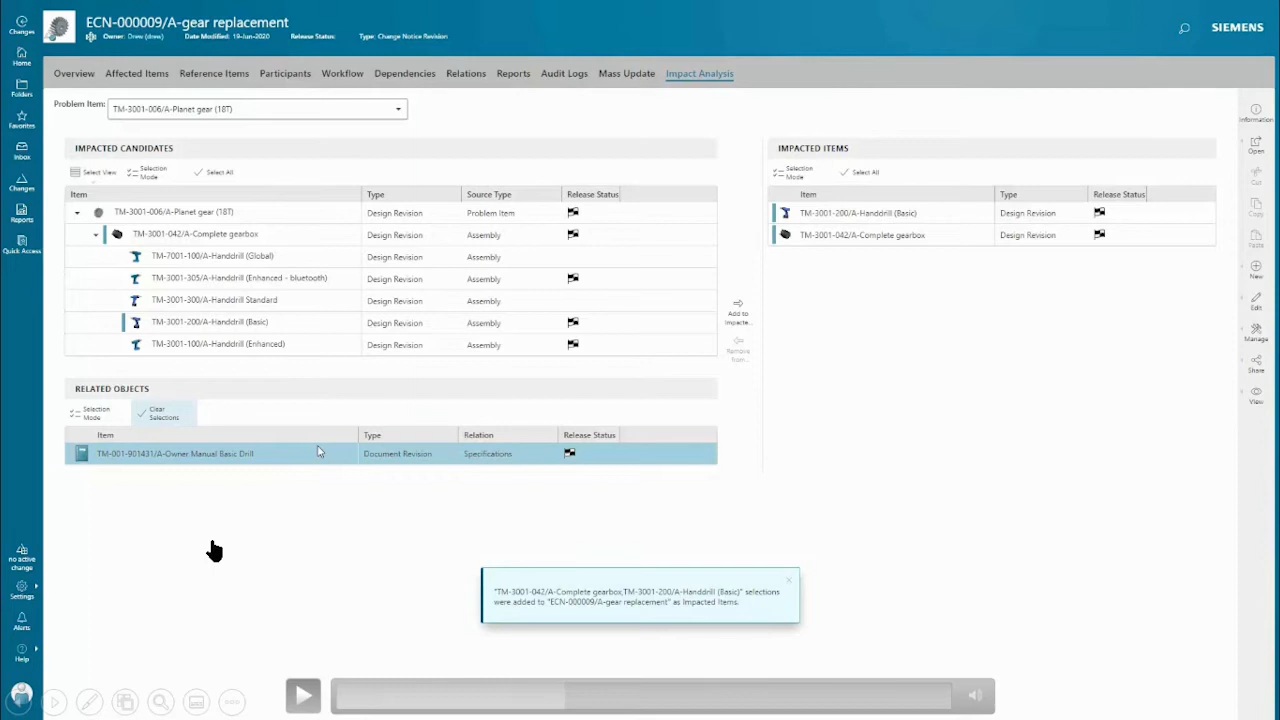 ECN-000009/A-gear replacement
Owner: Drew (drew) Date Modified: 19-Jun-2020 Release Status: Type: Change Notice Revision
SIEMENS
Changes
Home
Folders
Favorites
Inbox
Changes
Reports
Quick Access
no active
change
Settings
Alerts
Help
Overview Affected Items Reference Items Participants Workflow Dependencies Relations Reports Audit Logs Mass Update Impact Analysis
Problem Item: TM-3001-006/A-Planet gear (18T)
IMPACTED CANDIDATES
Select View Selection Mode Select All
Item Type Source Type Release Status
TM-3001-006/A-Planet gear (18T) Design Revision Problem Item
TM-3001-042/A-Complete gearbox Design Revision Assembly
TM-7001-100/A-Handdrill (Global) Design Revision Assembly
TM-3001-305/A-Handdrill (Enhanced - bluetooth) Design Revision Assembly
TM-3001-300/A-Handdrill Standard Design Revision Assembly
TM-3001-200/A-Handdrill (Basic) Design Revision Assembly
TM-3001-100/A-Handdrill (Enhanced) Design Revision Assembly
Add to
Impacte...
Remove
from...
IMPACTED ITEMS
Selection Mode Select All
Item Type Release Status
TM-3001-200/A-Handdrill (Basic) Design Revision
TM-3001-042/A-Complete gearbox Design Revision
RELATED OBJECTS
Selection Mode Clear Selections
Item Type Relation Release Status
TM-001-901431/A-Owner Manual Basic Drill Document Revision Specifications
"TM-3001-042/A-Complete gearbox,TM-3001-200/A-Handdrill (Basic)" selections
were added to "ECN-000009/A-gear replacement" as Impacted Items.
Information
Open
Cut
Copy
Paste
New
Edit
Manage
Share
View